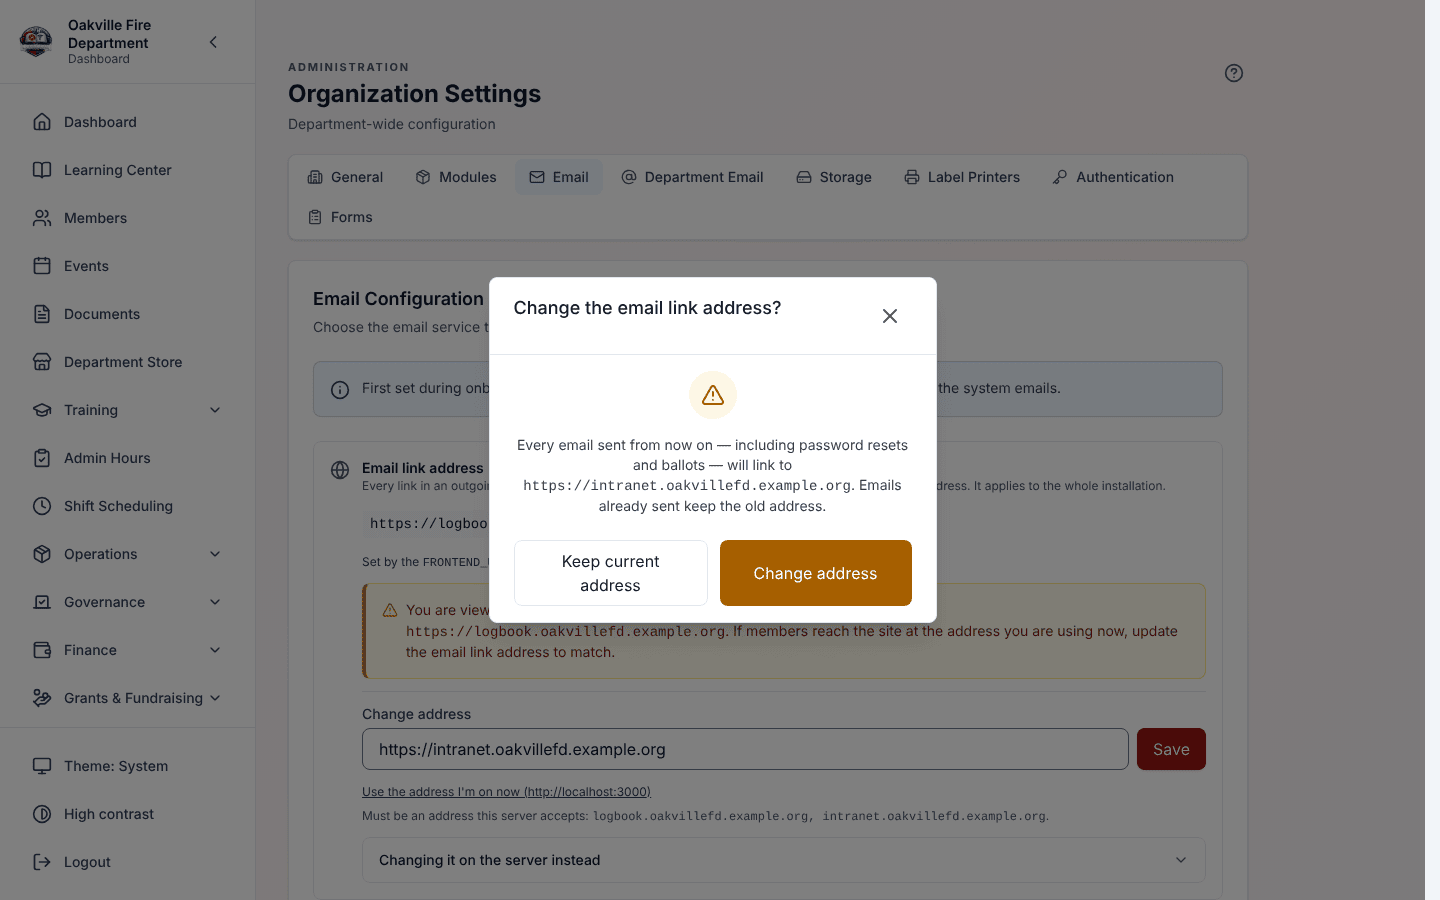 Oakville Fire
Department
Dashboard
Dashboard
Learning Center
Members
Events
Documents
Department Store
Training
Admin Hours
Shift Scheduling
Operations
Governance
Finance
Grants & Fundraising
Theme: System
High contrast
Logout
ADMINISTRATION
Organization Settings
Department-wide configuration
General
Modules
Email
Department Email
Storage
Label Printers
Authentication
Forms
Email Configuration
Choose the email service
First set during
the system emails.
Email link address
Every link in an
It applies to the whole installation.
Set by the
You are
https://logbook.oakvillefd.example.org. If members reach the site at the address you are using now, update
the email link address to match.
Change address
https://intranet.oakvillefd.example.org
Save
Use the address I'm on now (http://localhost:3000)
Must be an address this server accepts: logbook.oakvillefd.example.org, intranet.oakvillefd.example.org.
Changing it on the server instead
Change the email link address?
Every email sent from now on — including password resets
and ballots — will link to
https://intranet.oakvillefd.example.org. Emails
already sent keep the old address.
Keep current
address
Change address